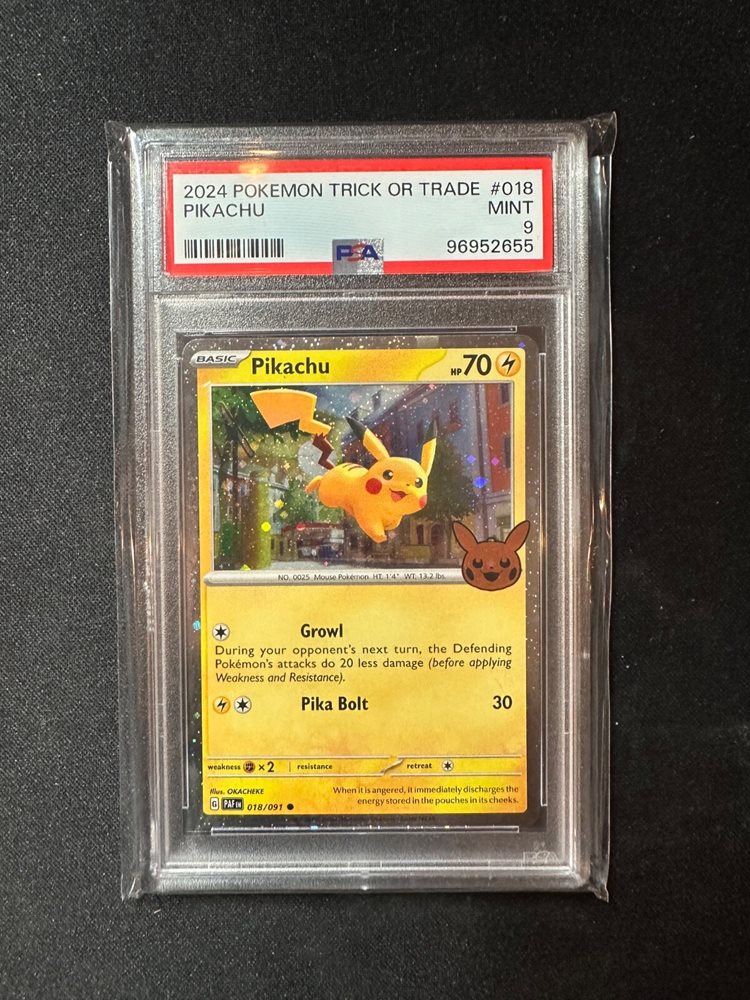 2024 POKEMON TRICK OR TRADE #018
PIKACHU MINT
9
PSA 96952655
BASIC Pikachu HP 70
NO. 0025 Mouse Pokémon HT: 1'4" WT: 13.2 lbs.
Growl
During your opponent's next turn, the Defending
Pokémon's attacks do 20 less damage (before applying
Weakness and Resistance).
Pika Bolt 30
weakness ×2 resistance retreat
Illus. OKACHEKE
When it is angered, it immediately discharges the
energy stored in the pouches in its cheeks.
G PAF EN 018/091